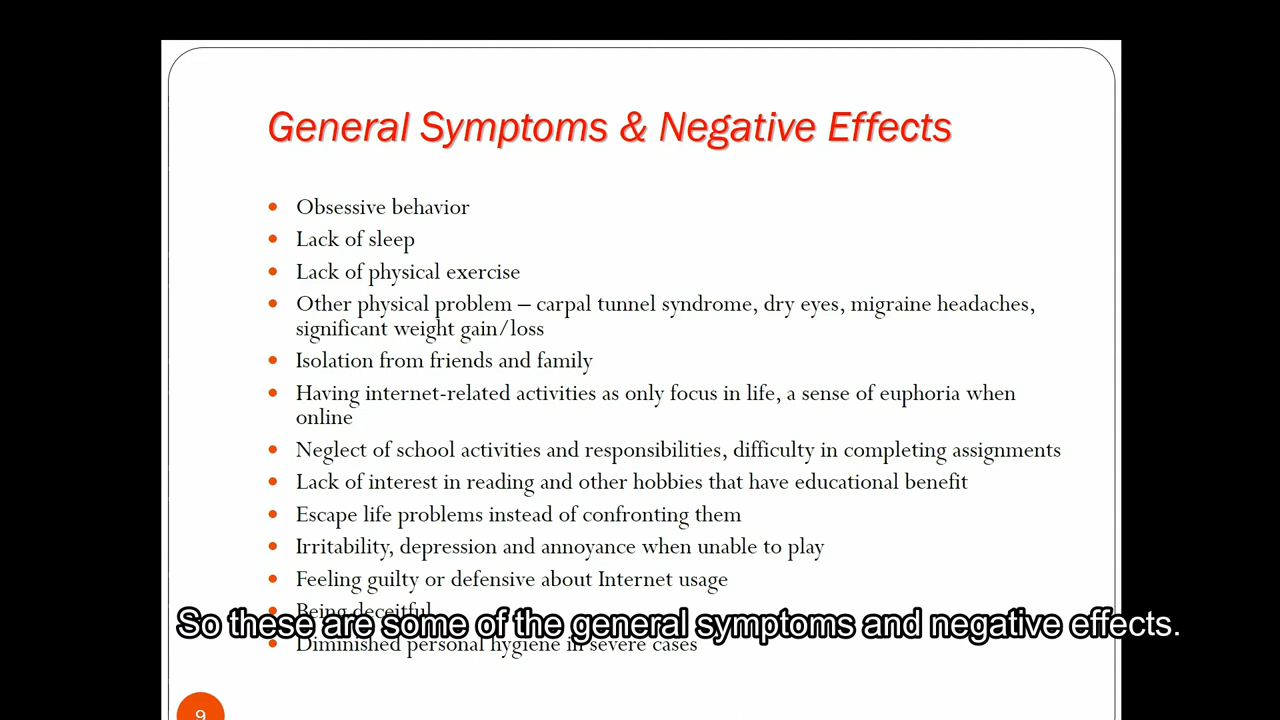 General Symptoms & Negative Effects
Obsessive behavior
Lack of sleep
Lack of physical exercise
Other physical problem – carpal tunnel syndrome, dry eyes, migraine headaches,
significant weight gain/loss
Isolation from friends and family
Having internet-related activities as only focus in life, a sense of euphoria when
online
Neglect of school activities and responsibilities, difficulty in completing assignments
Lack of interest in reading and other hobbies that have educational benefit
Escape life problems instead of confronting them
Irritability, depression and annoyance when unable to play
Feeling guilty or defensive about Internet usage
Being deceitful
So these are some of the general symptoms and negative effects.
Diminished personal hygiene in severe cases
9